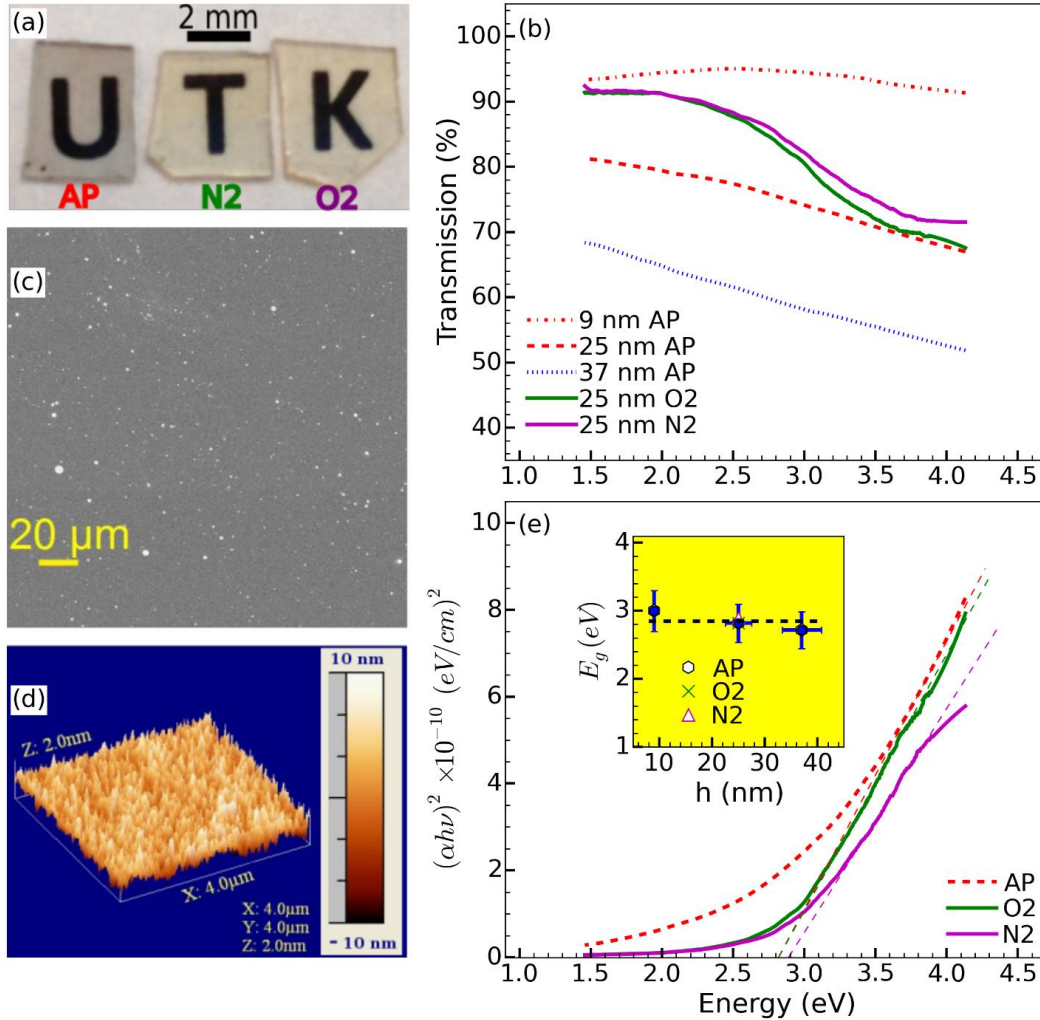 (a)
2 mm
U T K
AP N2 O2
(b)
Transmission (%)
100
90
80
70
60
50
40
9 nm AP
25 nm AP
37 nm AP
25 nm O2
25 nm N2
1.0 1.5 2.0 2.5 3.0 3.5 4.0 4.5
(c)
20 µm
(d)
Z: 2.0nm
X: 4.0µm
X: 4.0µm
Y: 4.0µm
Z: 2.0nm
10 nm
- 10 nm
(e)
(αhν)² ×10⁻¹⁰ (eV/cm)²
10
8
6
4
2
0
E_g (eV)
4
3
2
1
AP
O2
N2
10 20 30 40
h (nm)
AP
O2
N2
1.0 1.5 2.0 2.5 3.0 3.5 4.0 4.5
Energy (eV)